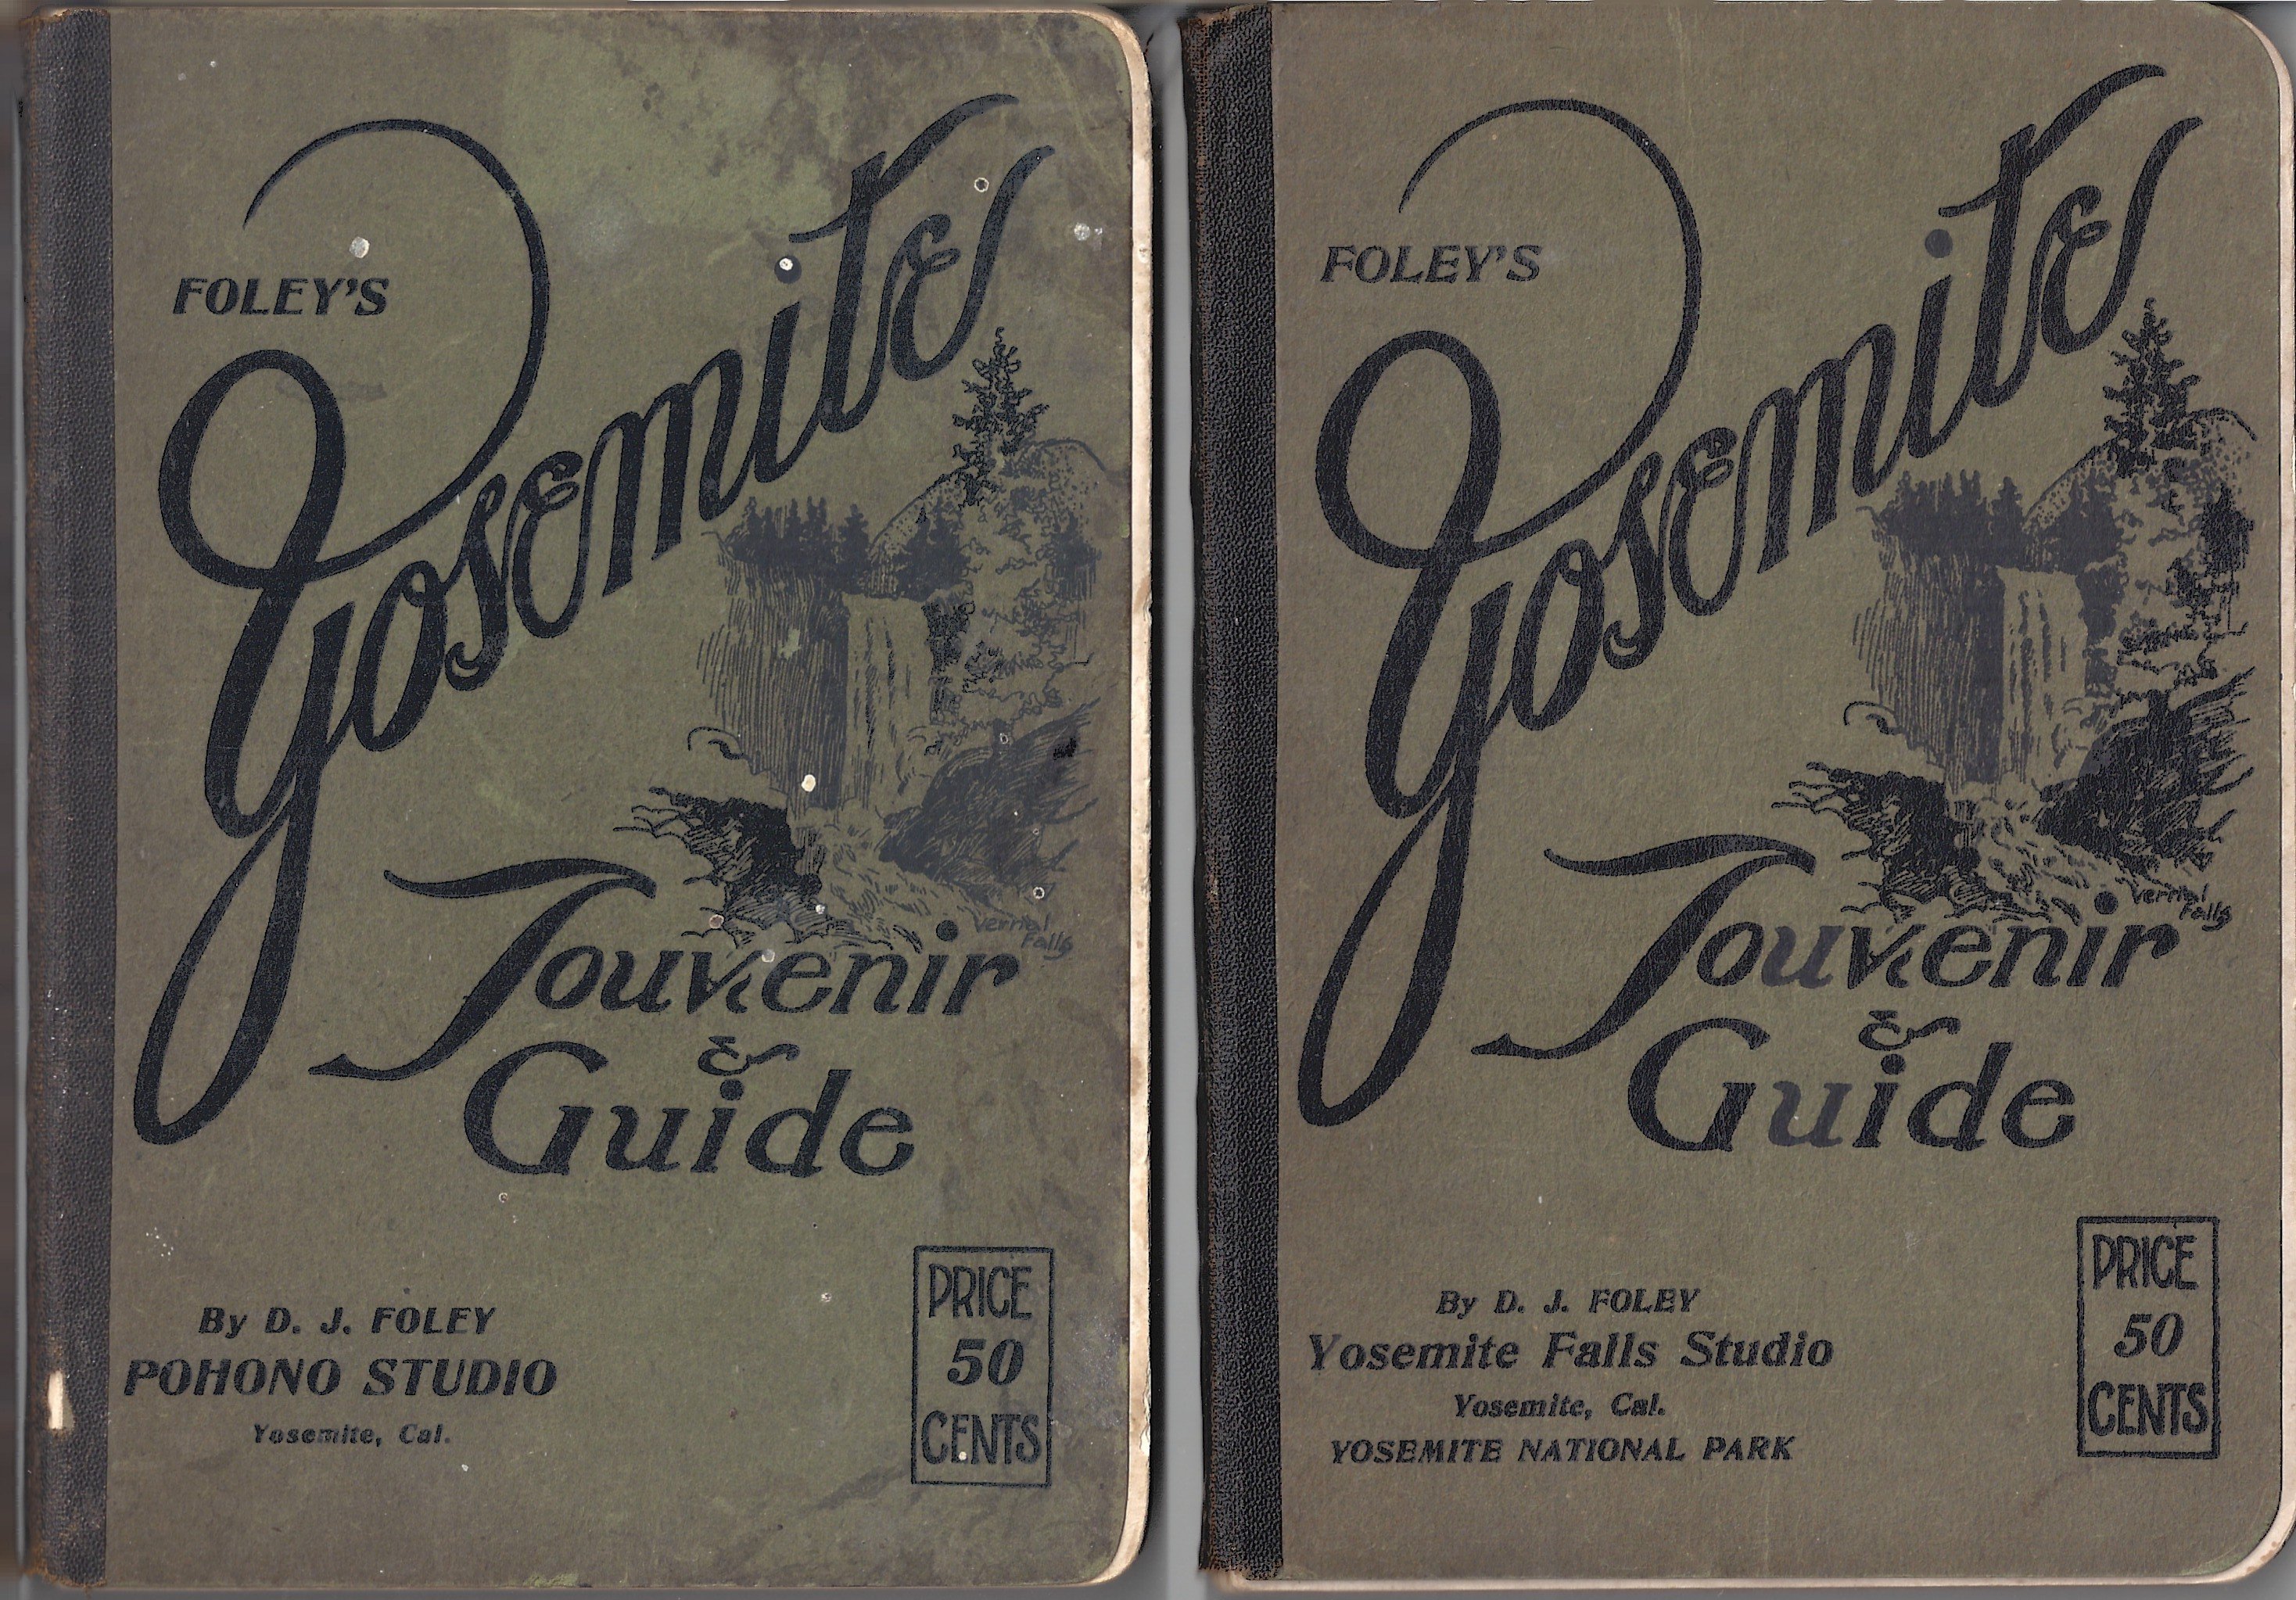 FOLEY'S
Yosemite
Vernal
Falls
Souvenir
&
Guide
By D. J. FOLEY
POHONO STUDIO
Yosemite, Cal.
PRICE
50
CENTS
FOLEY'S
Yosemite
Vernal
Falls
Souvenir
&
Guide
By D. J. FOLEY
Yosemite Falls Studio
Yosemite, Cal.
YOSEMITE NATIONAL PARK
PRICE
50
CENTS